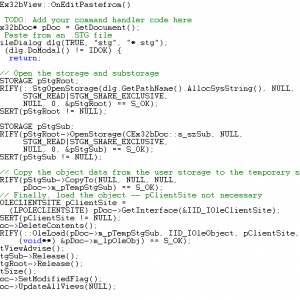 Ex32bView::OnEditPastefrom()
TODO: Add your command handler code here
x32bDoc* pDoc = GetDocument();
Paste from an .STG file
ileDialog dlg(TRUE, "stg", "*.stg");
(dlg.DoModal() != IDOK) {
return;
// Open the storage and substorage
STORAGE pStgRoot;
RIFY(::StgOpenStorage(dlg.GetPathName().AllocSysString(), NULL,
STGM_READ|STGM_SHARE_EXCLUSIVE,
NULL, 0, &pStgRoot) == S_OK);
SERT(pStgRoot != NULL);
STORAGE pStgSub;
RIFY(pStgRoot->OpenStorage(CEx32bDoc::s_szSub, NULL,
STGM_READ|STGM_SHARE_EXCLUSIVE,
NULL, 0, &pStgSub) == S_OK);
SERT(pStgSub != NULL);
// Copy the object data from the user storage to the temporary s
RIFY(pStgSub->CopyTo(NULL, NULL, NULL,
pDoc->m_pTempStgSub) == S_OK);
// Finally, load the object -- pClientSite not necessary
OLECLIENTSITE pClientSite =
(LPOLECLIENTSITE) pDoc->GetInterface(&IID_IOleClientSite);
SERT(pClientSite != NULL);
oc->DeleteContents();
RIFY(::OleLoad(pDoc->m_pTempStgSub, IID_IOleObject, pClientSite,
(void**) &pDoc->m_lpOleObj) == S_OK);
tViewAdvise();
tgSub->Release();
tgRoot->Release();
tSize();
oc->SetModifiedFlag();
oc->UpdateAllViews(NULL);